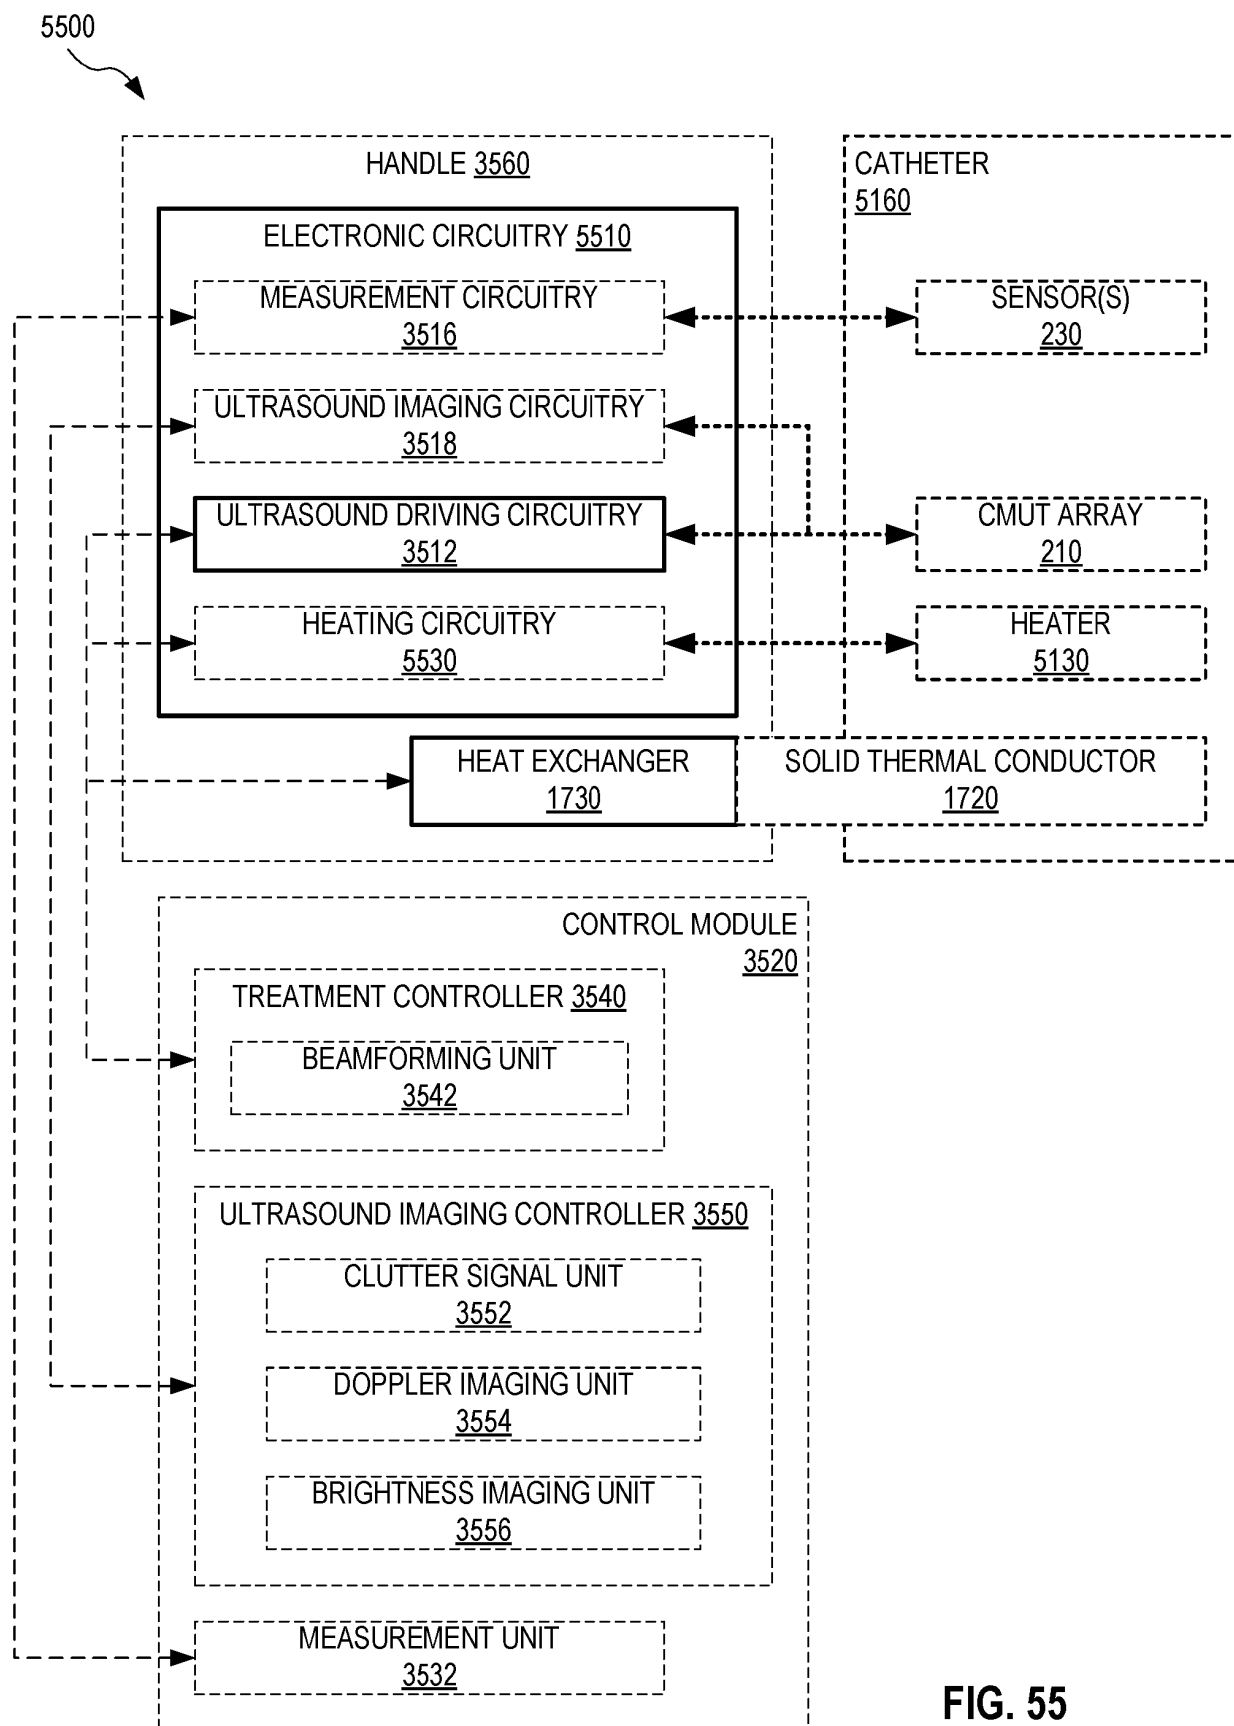 5500
HANDLE 3560
CATHETER
5160
ELECTRONIC CIRCUITRY 5510
MEASUREMENT CIRCUITRY
3516
SENSOR(S)
230
ULTRASOUND IMAGING CIRCUITRY
3518
ULTRASOUND DRIVING CIRCUITRY
3512
CMUT ARRAY
210
HEATING CIRCUITRY
5530
HEATER
5130
HEAT EXCHANGER
1730
SOLID THERMAL CONDUCTOR
1720
CONTROL MODULE
3520
TREATMENT CONTROLLER 3540
BEAMFORMING UNIT
3542
ULTRASOUND IMAGING CONTROLLER 3550
CLUTTER SIGNAL UNIT
3552
DOPPLER IMAGING UNIT
3554
BRIGHTNESS IMAGING UNIT
3556
MEASUREMENT UNIT
3532
FIG. 55